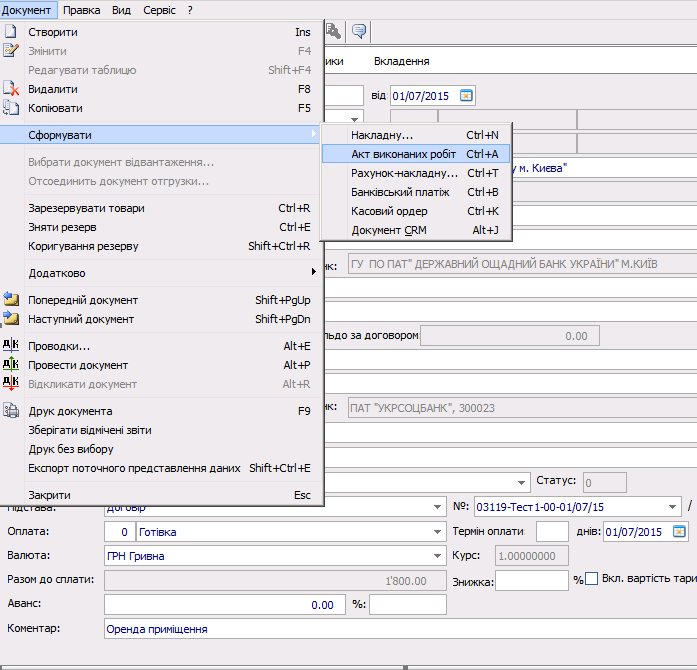 Документ Правка Вид Сервіс ?
Створити Ins
Змінити F4
Редагувати таблицю Shift+F4
Видалити F8
Копіювати F5
Сформувати
Вибрати документ відвантаження...
Отсоединить документ отгрузки...
Зарезервувати товари Ctrl+R
Зняти резерв Ctrl+E
Коригування резерву Shift+Ctrl+R
Додатково
Попередній документ Shift+PgUp
Наступний документ Shift+PgDn
Проводки... Alt+E
Провести документ Alt+P
Відкликати документ Alt+R
Друк документа F9
Зберігати відмічені звіти
Друк без вибору
Експорт поточного представлення даних Shift+Ctrl+E
Закрити Esc
Накладну... Ctrl+N
Акт виконаних робіт Ctrl+A
Рахунок-накладну... Ctrl+T
Банківський платіж Ctrl+B
Касовий ордер Ctrl+K
Документ CRM Alt+J
ики Вкладення
від 01/07/2015
у м. Києва"
нк: ГУ ПО ПАТ" ДЕРЖАВНИЙ ОЩАДНИЙ БАНК УКРАЇНИ" М.КИЇВ
льдо за договором: 0.00
нк: ПАТ "УКРСОЦБАНК", 300023
Статус: 0
Підстава: Договір №: 03119-Тест1-00-01/07/15 /
Оплата: 0 Готівка Термін оплати: днів: 01/07/2015
Валюта: ГРН Гривна Курс: 1.00000000
Разом до сплати: 1'800.00 Знижка: % Вкл. вартість тари
Аванс: 0.00 %:
Коментар: Оренда приміщення